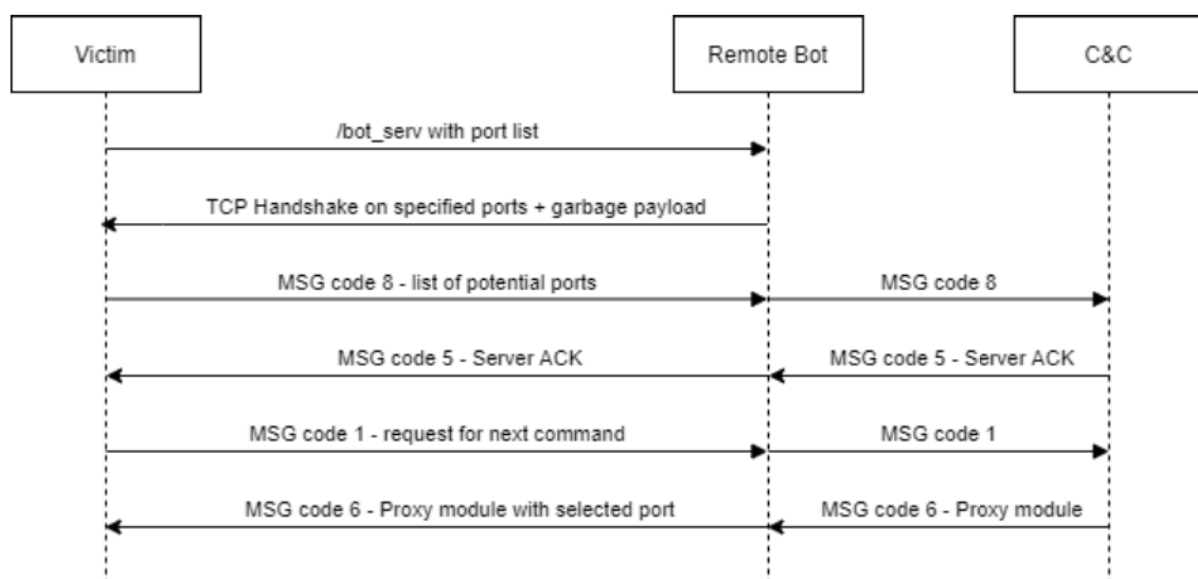 Victim
Remote Bot
C&C
/bot_serv with port list
TCP Handshake on specified ports + garbage payload
MSG code 8 - list of potential ports
MSG code 8
MSG code 5 - Server ACK
MSG code 5 - Server ACK
MSG code 1 - request for next command
MSG code 1
MSG code 6 - Proxy module with selected port
MSG code 6 - Proxy module